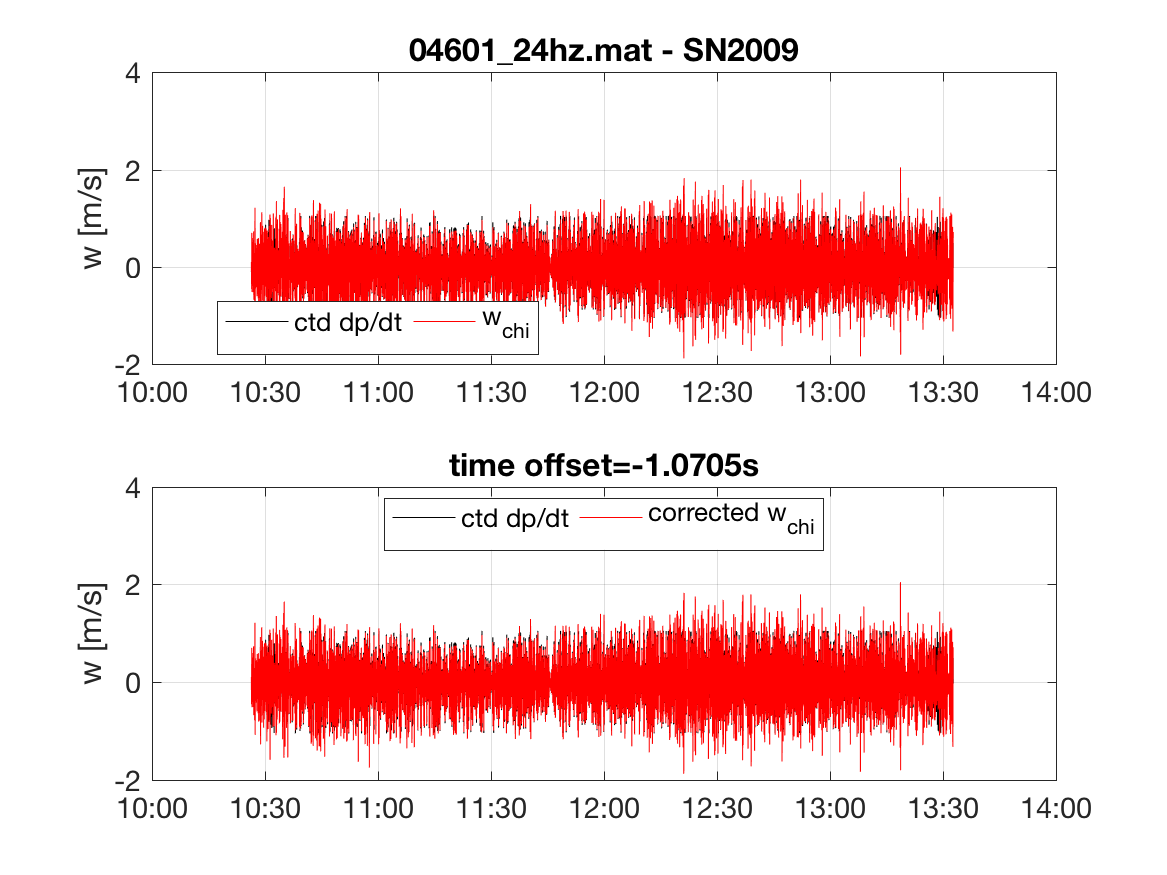 04601_24hz.mat - SN2009
4
2
0
-2
w [m/s]
ctd dp/dt w_chi
10:00 10:30 11:00 11:30 12:00 12:30 13:00 13:30 14:00
time offset=-1.0705s
4
2
0
-2
w [m/s]
ctd dp/dt corrected w_chi
10:00 10:30 11:00 11:30 12:00 12:30 13:00 13:30 14:00